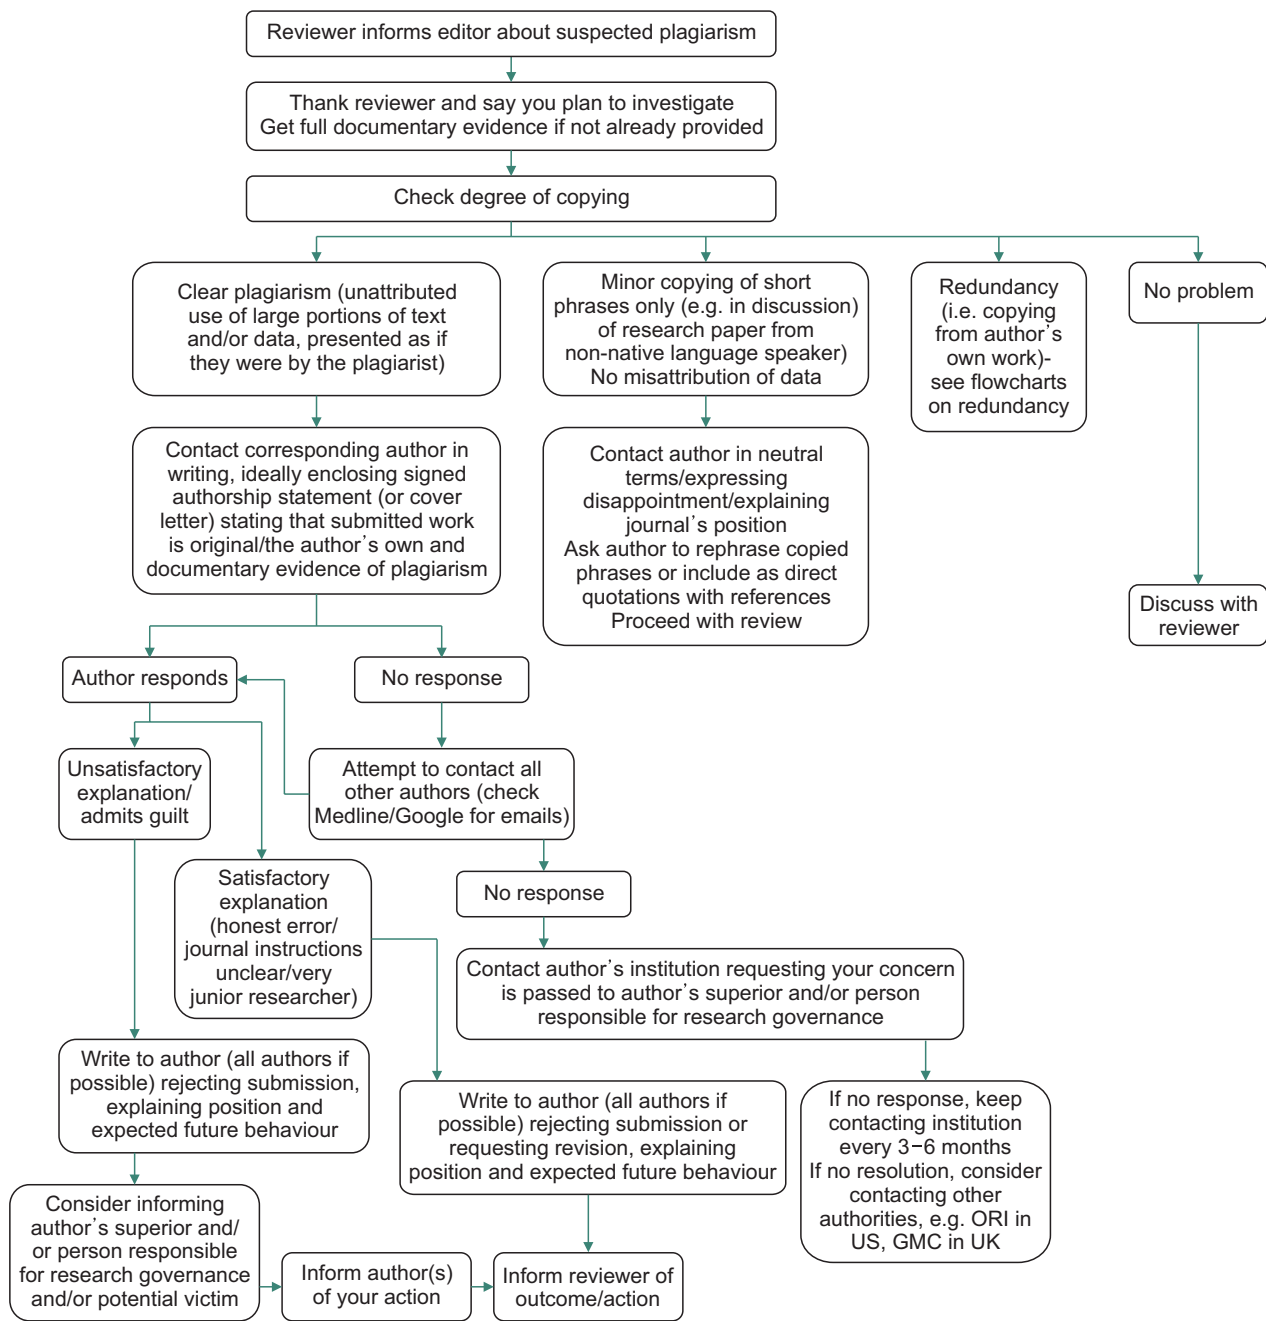 Reviewer informs editor about suspected plagiarism
Thank reviewer and say you plan to investigate
Get full documentary evidence if not already provided
Check degree of copying
Clear plagiarism (unattributed
use of large portions of text
and/or data, presented as if
they were by the plagiarist)
Minor copying of short
phrases only (e.g. in discussion)
of research paper from
non-native language speaker)
No misattribution of data
Redundancy
(i.e. copying
from author's
own work)-
see flowcharts
on redundancy
No problem
Contact corresponding author in
writing, ideally enclosing signed
authorship statement (or cover
letter) stating that submitted work
is original/the author's own and
documentary evidence of plagiarism
Contact author in neutral
terms/expressing
disappointment/explaining
journal's position
Ask author to rephrase copied
phrases or include as direct
quotations with references
Proceed with review
Discuss with
reviewer
Author responds
No response
Unsatisfactory
explanation/
admits guilt
Attempt to contact all
other authors (check
Medline/Google for emails)
Satisfactory
explanation
(honest error/
journal instructions
unclear/very
junior researcher)
No response
Contact author's institution requesting your concern
is passed to author's superior and/or person
responsible for research governance
Write to author (all authors if
possible) rejecting submission,
explaining position and
expected future behaviour
Write to author (all authors if
possible) rejecting submission or
requesting revision, explaining
position and expected future behaviour
If no response, keep
contacting institution
every 3−6 months
If no resolution, consider
contacting other
authorities, e.g. ORI in
US, GMC in UK
Consider informing
author's superior and/
or person responsible
for research governance
and/or potential victim
Inform author(s)
of your action
Inform reviewer of
outcome/action